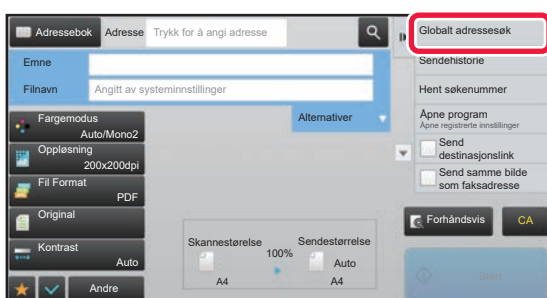 Adressebok
Adresse
Trykk for å angi adresse
Emne
Filnavn
Angitt av systeminnstillinger
Alternativer
Fargemodus
Auto/Mono2
Oppløsning
200x200dpi
Fil Format
PDF
Original
Kontrast
Auto
Andre
Skannestørelse
100%
Sendestørrelse
Auto
A4
A4
Globalt adressesøk
Sendehistorie
Hent søkenummer
Åpne program
Åpne registrerte innstillinger
Send
destinasjonslink
Send samme bilde
som faksadresse
Forhåndsvis
CA
Start